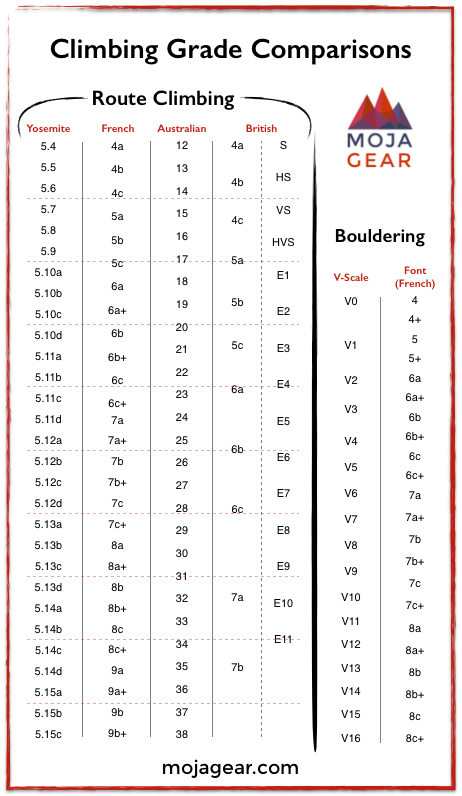 Climbing Grade Comparisons
Route Climbing
Yosemite
5.4
5.5
5.6
5.7
5.8
5.9
5.10a
5.10b
5.10c
5.10d
5.11a
5.11b
5.11c
5.11d
5.12a
5.12b
5.12c
5.12d
5.13a
5.13b
5.13c
5.13d
5.14a
5.14b
5.14c
5.14d
5.15a
5.15b
5.15c
French
4a
4b
4c
5a
5b
5c
6a
6a+
6b
6b+
6c
6c+
7a
7a+
7b
7b+
7c
7c+
8a
8a+
8b
8b+
8c
8c+
9a
9a+
9b
9b+
Australian
12
13
14
15
16
17
18
19
20
21
22
23
24
25
26
27
28
29
30
31
32
33
34
35
36
37
38
British
4a
4b
4c
5a
5b
5c
6a
6b
6c
7a
7b
S
HS
VS
HVS
E1
E2
E3
E4
E5
E6
E7
E8
E9
E10
E11
MOJA
GEAR
Bouldering
V-Scale
V0
V1
V2
V3
V4
V5
V6
V7
V8
V9
V10
V11
V12
V13
V14
V15
V16
Font
(French)
4
4+
5
5+
6a
6a+
6b
6b+
6c
6c+
7a
7a+
7b
7b+
7c
7c+
8a
8a+
8b
8b+
8c
8c+
mojagear.com